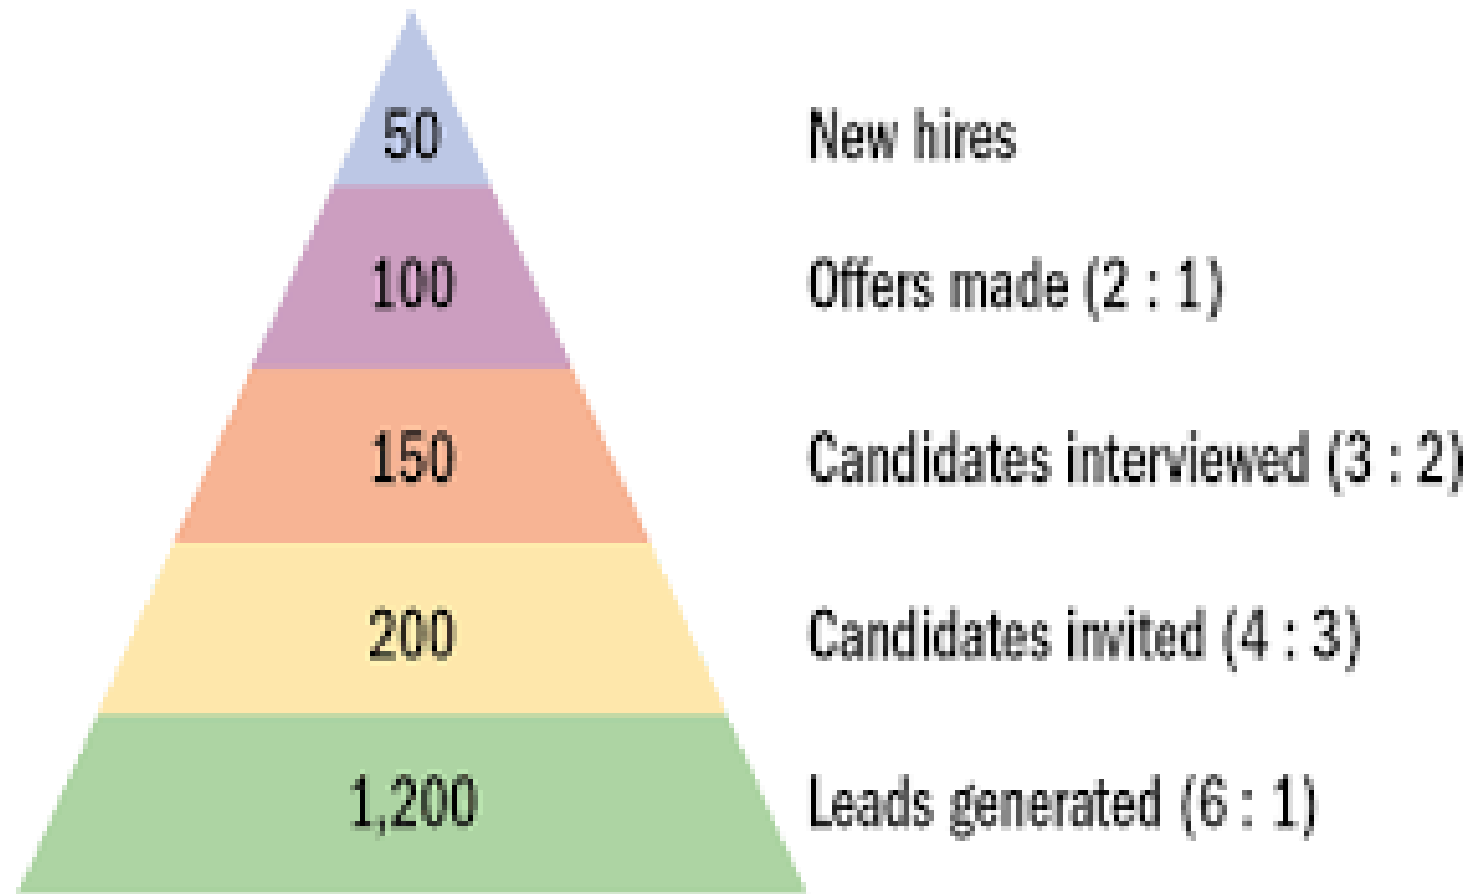 50 New hires
100 Offers made (2 : 1)
150 Candidates interviewed (3 : 2)
200 Candidates invited (4 : 3)
1,200 Leads generated (6 : 1)